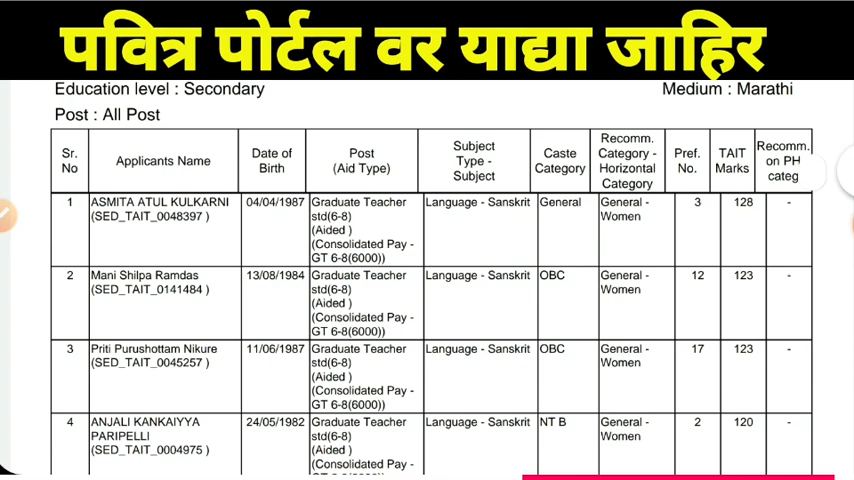 पवित्र पोर्टल वर याद्या जाहिर
Education level : Secondary
Medium : Marathi
Post : All Post
Sr. No
Applicants Name
Date of Birth
Post (Aid Type)
Subject Type - Subject
Caste Category
Recomm. Category - Horizontal Category
Pref. No.
TAIT Marks
Recomm. on PH categ
1
ASMITA ATUL KULKARNI
(SED_TAIT_0048397 )
04/04/1987
Graduate Teacher
std(6-8)
(Aided )
(Consolidated Pay -
GT 6-8(6000))
Language - Sanskrit
General
General -
Women
3
128
-
2
Mani Shilpa Ramdas
(SED_TAIT_0141484 )
13/08/1984
Graduate Teacher
std(6-8)
(Aided )
(Consolidated Pay -
GT 6-8(6000))
Language - Sanskrit
OBC
General -
Women
12
123
-
3
Priti Purushottam Nikure
(SED_TAIT_0045257 )
11/06/1987
Graduate Teacher
std(6-8)
(Aided )
(Consolidated Pay -
GT 6-8(6000))
Language - Sanskrit
OBC
General -
Women
17
123
-
4
ANJALI KANKAIYYA
PARIPELLI
(SED_TAIT_0004975 )
24/05/1982
Graduate Teacher
std(6-8)
(Aided )
(Consolidated Pay -
Language - Sanskrit
NT B
General -
Women
2
120
-